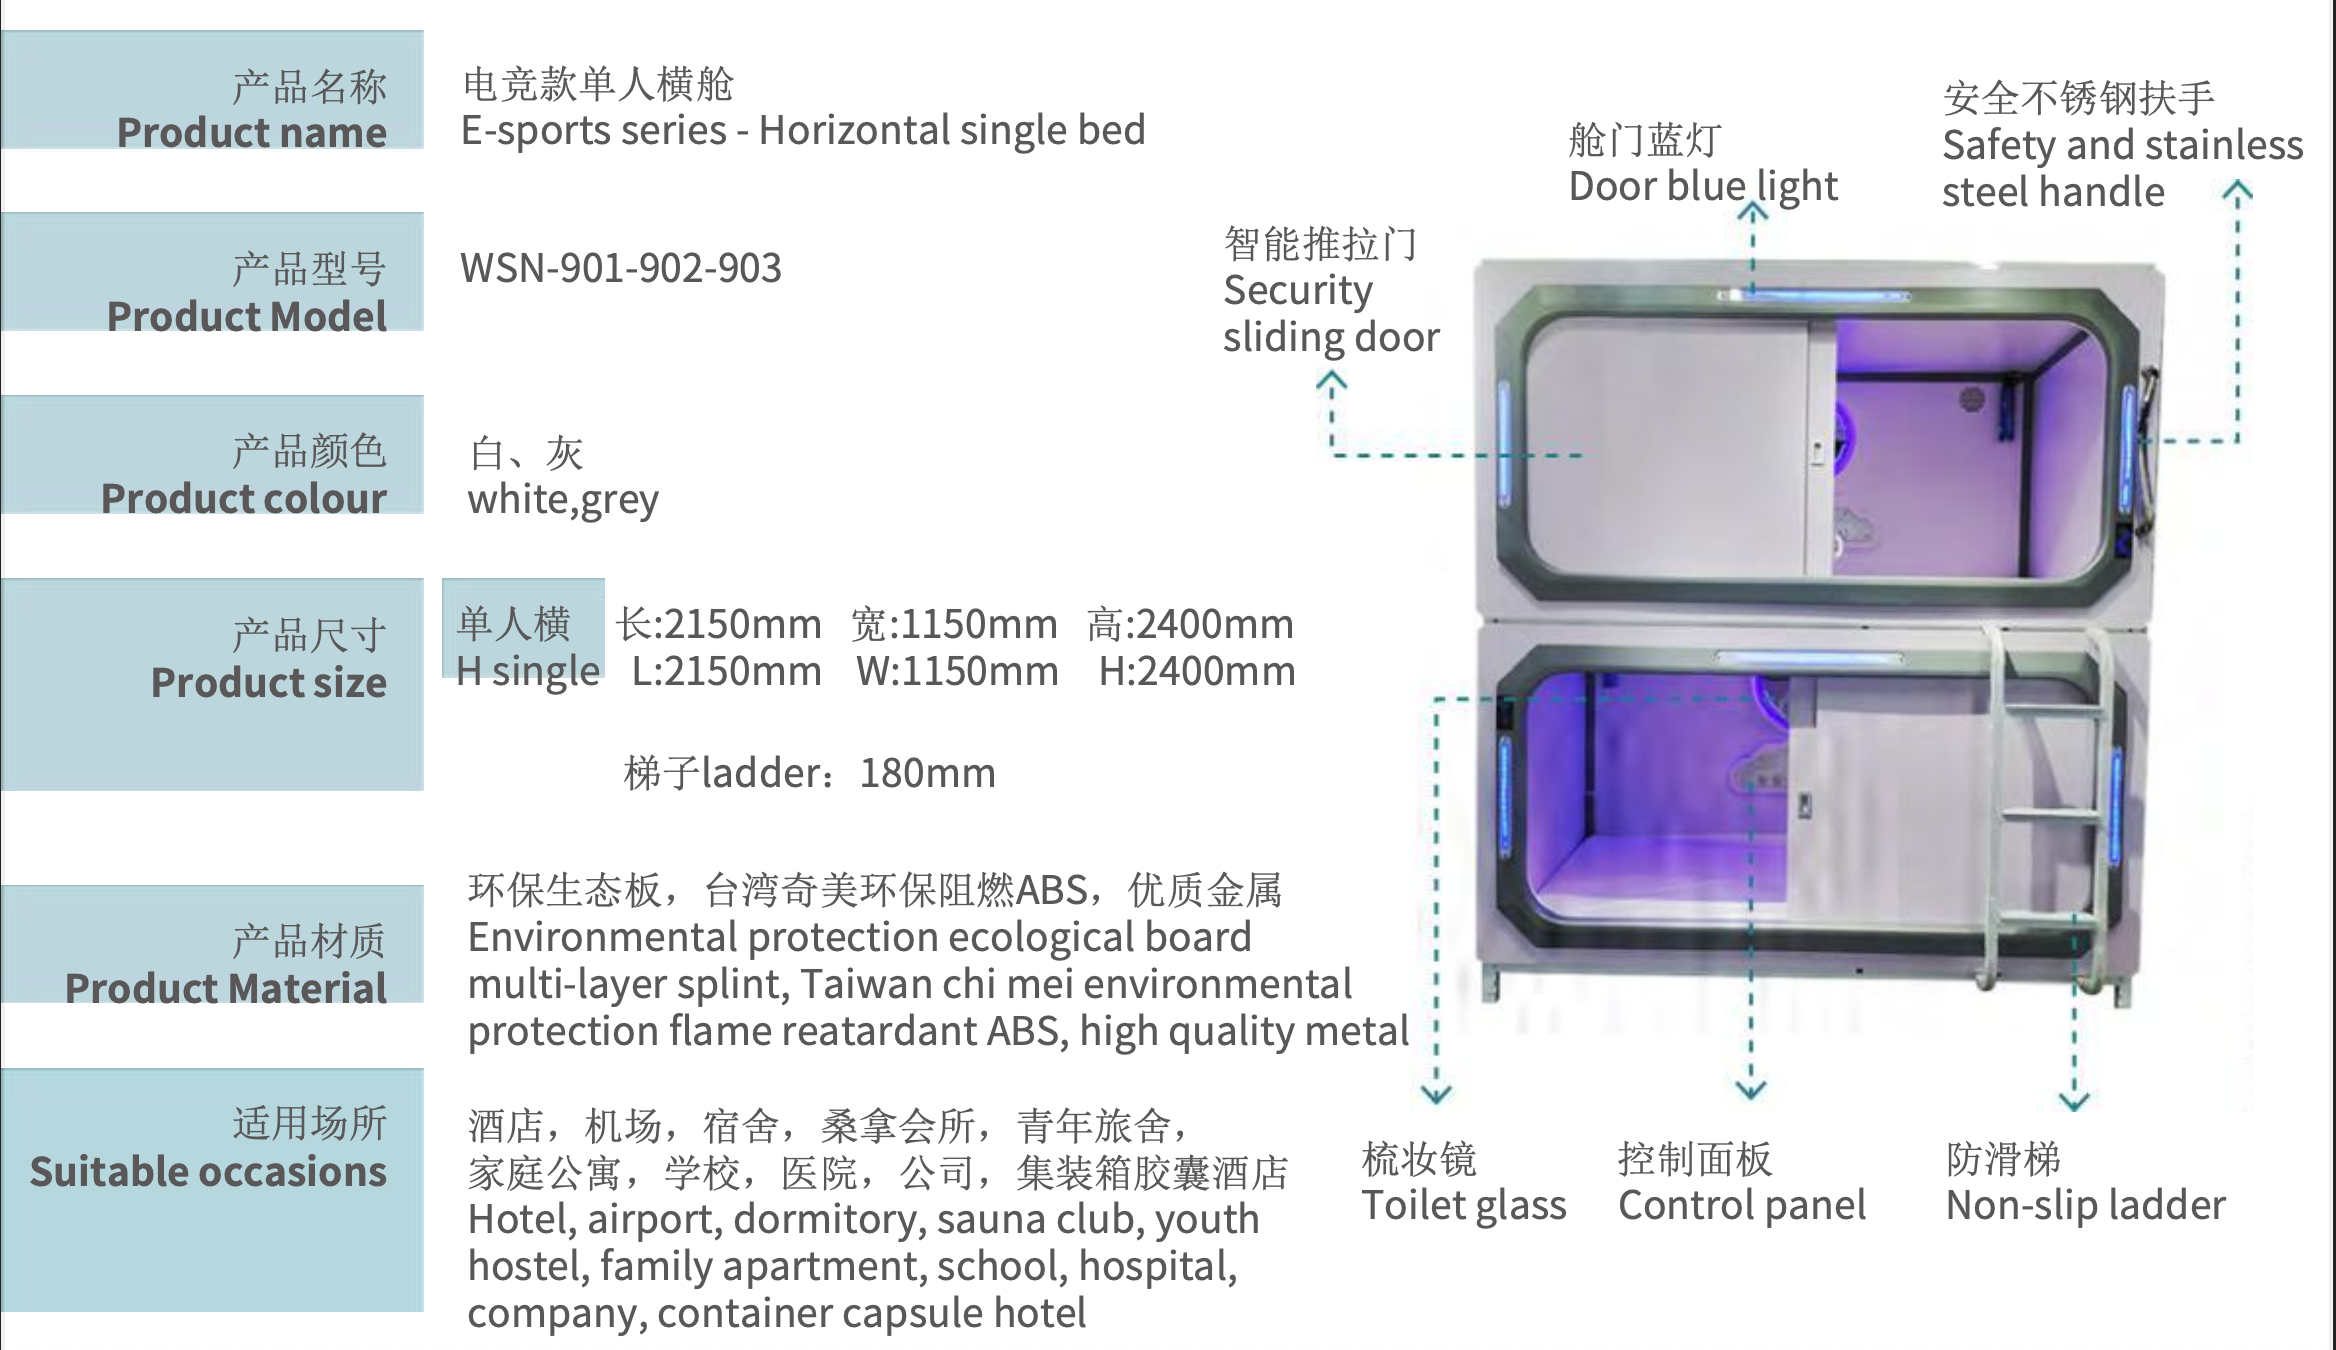 产品名称
Product name
电竞款单人横舱
E-sports series - Horizontal single bed
产品型号
Product Model
WSN-901-902-903
产品颜色
Product colour
白、灰
white,grey
产品尺寸
Product size
单人横 长:2150mm 宽:1150mm 高:2400mm
H single L:2150mm W:1150mm H:2400mm
梯子ladder：180mm
产品材质
Product Material
环保生态板，台湾奇美环保阻燃ABS，优质金属
Environmental protection ecological board
multi-layer splint, Taiwan chi mei environmental
protection flame reatardant ABS, high quality metal
适用场所
Suitable occasions
酒店，机场，宿舍，桑拿会所，青年旅舍，
家庭公寓，学校，医院，公司，集装箱胶囊酒店
Hotel, airport, dormitory, sauna club, youth
hostel, family apartment, school, hospital,
company, container capsule hotel
智能推拉门
Security
sliding door
舱门蓝灯
Door blue light
安全不锈钢扶手
Safety and stainless
steel handle
梳妆镜
Toilet glass
控制面板
Control panel
防滑梯
Non-slip ladder